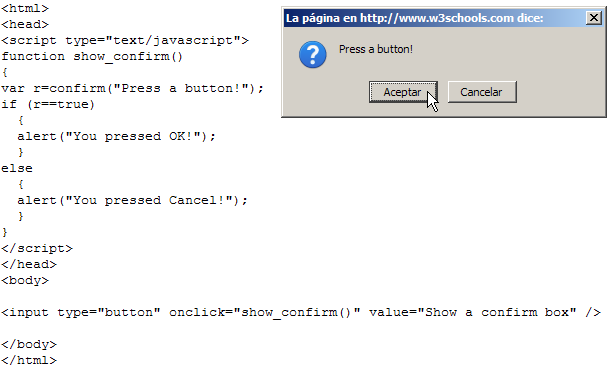 <html>
<head>
<script type="text/javascript">
function show_confirm()
{
var r=confirm("Press a button!");
if (r==true)
  {
  alert("You pressed OK!");
  }
else
  {
  alert("You pressed Cancel!");
  }
}
</script>
</head>
<body>

<input type="button" onclick="show_confirm()" value="Show a confirm box" />

</body>
</html>
La página en http://www.w3schools.com dice:
Press a button!
Aceptar
Cancelar